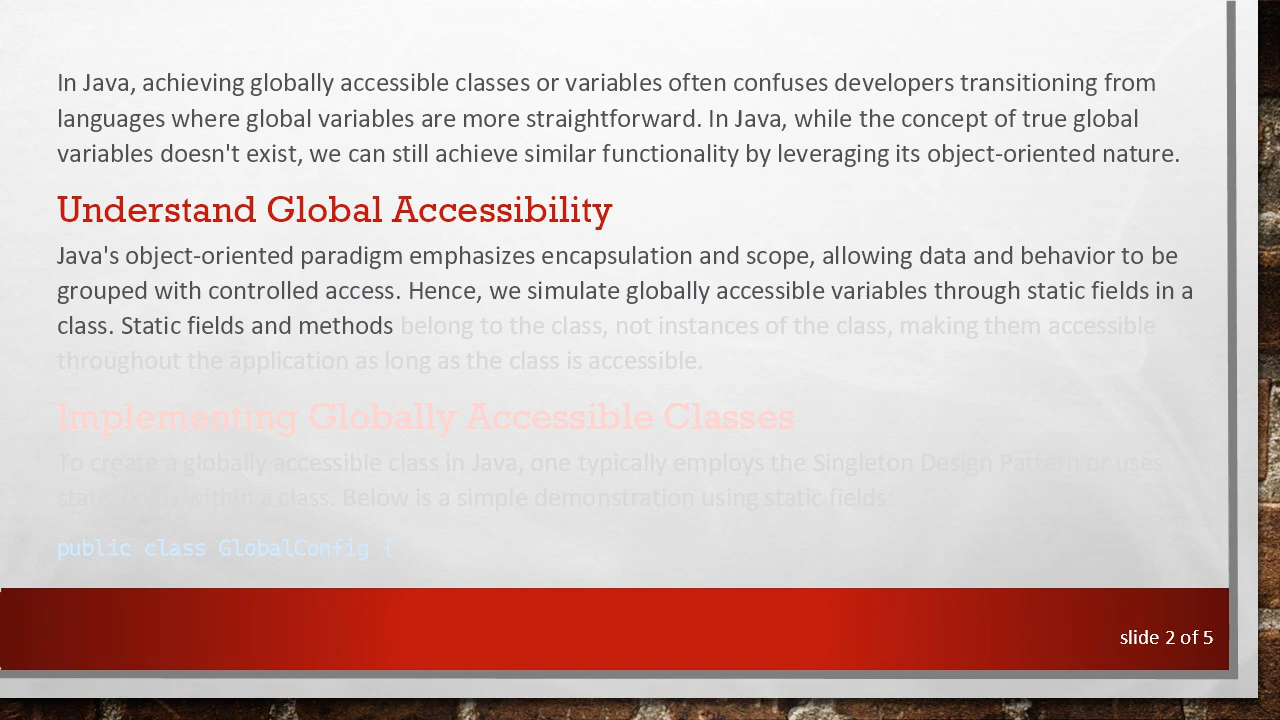 In Java, achieving globally accessible classes or variables often confuses developers transitioning from
languages where global variables are more straightforward. In Java, while the concept of true global
variables doesn't exist, we can still achieve similar functionality by leveraging its object-oriented nature.
Understand Global Accessibility
Java's object-oriented paradigm emphasizes encapsulation and scope, allowing data and behavior to be
grouped with controlled access. Hence, we simulate globally accessible variables through static fields in a
class. Static fields and methods belong to the class, not instances of the class, making them accessible
throughout the application as long as the class is accessible.
Implementing Globally Accessible Classes
To create a globally accessible class in Java, one typically employs the Singleton Design Pattern or uses
static fields within a class. Below is a simple demonstration using static fields:
public class GlobalConfig {
slide 2 of 5